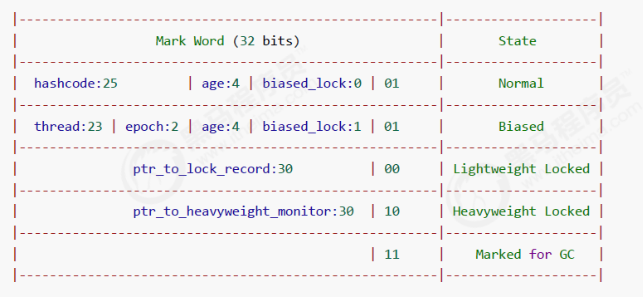 |-------------------------------------------------------|--------------------|
|                  Mark Word (32 bits)                  |       State        |
|-------------------------------------------------------|--------------------|
|  hashcode:25         | age:4 | biased_lock:0 | 01      |       Normal       |
|-------------------------------------------------------|--------------------|
|  thread:23 | epoch:2 | age:4 | biased_lock:1 | 01      |       Biased       |
|-------------------------------------------------------|--------------------|
|               ptr_to_lock_record:30          | 00      | Lightweight Locked |
|-------------------------------------------------------|--------------------|
|               ptr_to_heavyweight_monitor:30  | 10      | Heavyweight Locked |
|-------------------------------------------------------|--------------------|
|                                              | 11      |    Marked for GC   |
|-------------------------------------------------------|--------------------|